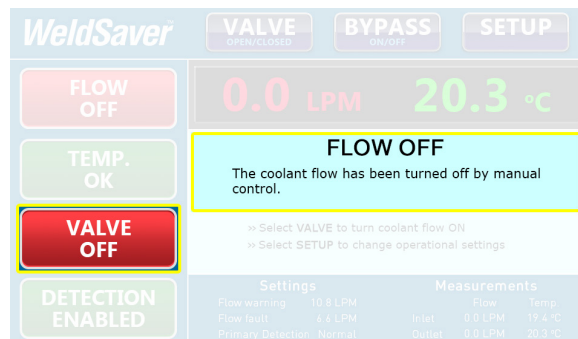 WeldSaver
VALVE
OPEN/CLOSED
BYPASS
ON/OFF
SETUP
FLOW
OFF
0.0 LPM 20.3 °C
TEMP.
OK
FLOW OFF
The coolant flow has been turned off by manual
control.
VALVE
OFF
» Select VALVE to turn coolant flow ON
» Select SETUP to change operational settings
DETECTION
ENABLED
Settings
Flow warning 10.8 LPM
Flow fault 6.6 LPM
Primary Detection Normal
Measurements
Flow Temp.
Inlet 0.0 LPM 19.4 °C
Outlet 0.0 LPM 20.3 °C